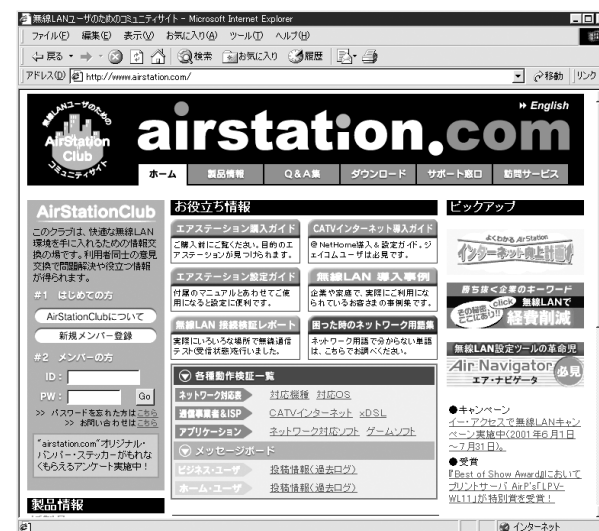 無線LANユーザのためのコミュニティサイト - Microsoft Internet Explorer
ファイル(F) 編集(E) 表示(V) お気に入り(A) ツール(T) ヘルプ(H)
戻る 検索 お気に入り 履歴
アドレス(D) http://www.airstation.com/ 移動 リンク
無線LANユーザのための
AirStation
Club
コミュニティサイト
English
airstation.com
ホーム 製品情報 Q&A集 ダウンロード サポート窓口 訪問サービス
AirStationClub
このクラブは、快適な無線LAN
環境を手に入れるための情報交
換の場です。利用者同士の意見
交換で問題解決や役立つ情報
が得られます。
#1 はじめての方
AirStationClubについて
新規メンバー登録
#2 メンバーの方
ID:
PW: Go
>> パスワードを忘れた方はこちら
>> お問い合わせはこちら
"airstation.com"オリジナル・
バンパー・ステッカーがもれな
くもらえるアンケート実施中!
製品情報
お役立ち情報
エアステーション購入ガイド
ご購入前にご覧ください。目的のエ
アステーションが見つけられます。
CATVインターネット導入ガイド
@NetHome導入&設定ガイド。ジ
ェイコムユーザは必見です。
エアステーション設定ガイド
付属のマニュアルとあわせてご使
用になると設定に便利です。
無線LAN 導入事例
企業や家庭で、実際にご利用にな
られているお客さまの事例集です。
無線LAN 接続検証レポート
実際にいろいろな場所で無線通信
テスト(受信状態)を行いました。
困った時のネットワーク用語集
ネットワーク用語で分からない単語
は、こちらでお調べください。
各種動作検証一覧
ネットワーク対応表 対応機種 対応OS
通信事業者&ISP CATVインターネット xDSL
アプリケーション ネットワーク対応ソフト ゲームソフト
メッセージボード
ビジネス・ユーザ 投稿情報(過去ログ)
ホーム・ユーザ 投稿情報(過去ログ)
ピックアップ
よくわかる AirStation
インターネット向上計画
勝ち抜く企業のキーワード
その秘密、ここにあり!! click 無線LANで
経費削減
無線LAN設定ツールの革命児
Air Navigator 必見
エア・ナビゲータ
●キャンペーン
イー・アクセスで無線LANキャン
ペーン実施中(2001年6月1日
～7月31日)。
●受賞
『Best of Show Award』において
プリントサーバ AirP's『LPV-
WL11』が特別賞を受賞!
インターネット